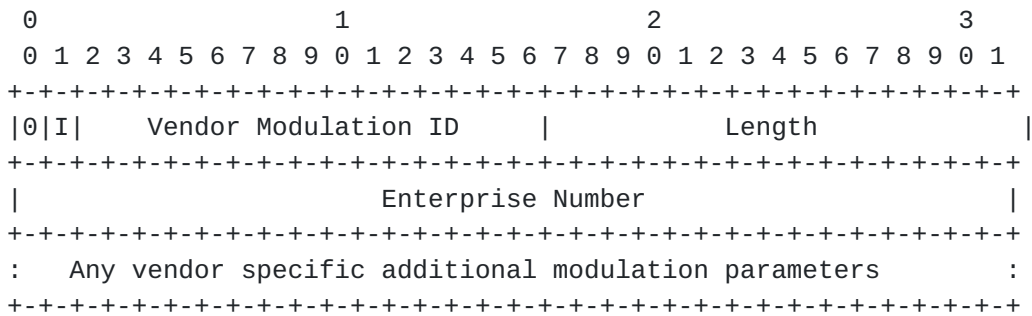 0                   1                   2                   3
 0 1 2 3 4 5 6 7 8 9 0 1 2 3 4 5 6 7 8 9 0 1 2 3 4 5 6 7 8 9 0 1
+-+-+-+-+-+-+-+-+-+-+-+-+-+-+-+-+-+-+-+-+-+-+-+-+-+-+-+-+-+-+-+-+
|0|I|    Vendor Modulation ID     |           Length             |
+-+-+-+-+-+-+-+-+-+-+-+-+-+-+-+-+-+-+-+-+-+-+-+-+-+-+-+-+-+-+-+-+
|                       Enterprise Number                       |
+-+-+-+-+-+-+-+-+-+-+-+-+-+-+-+-+-+-+-+-+-+-+-+-+-+-+-+-+-+-+-+-+
:   Any vendor specific additional modulation parameters        :
+-+-+-+-+-+-+-+-+-+-+-+-+-+-+-+-+-+-+-+-+-+-+-+-+-+-+-+-+-+-+-+-+